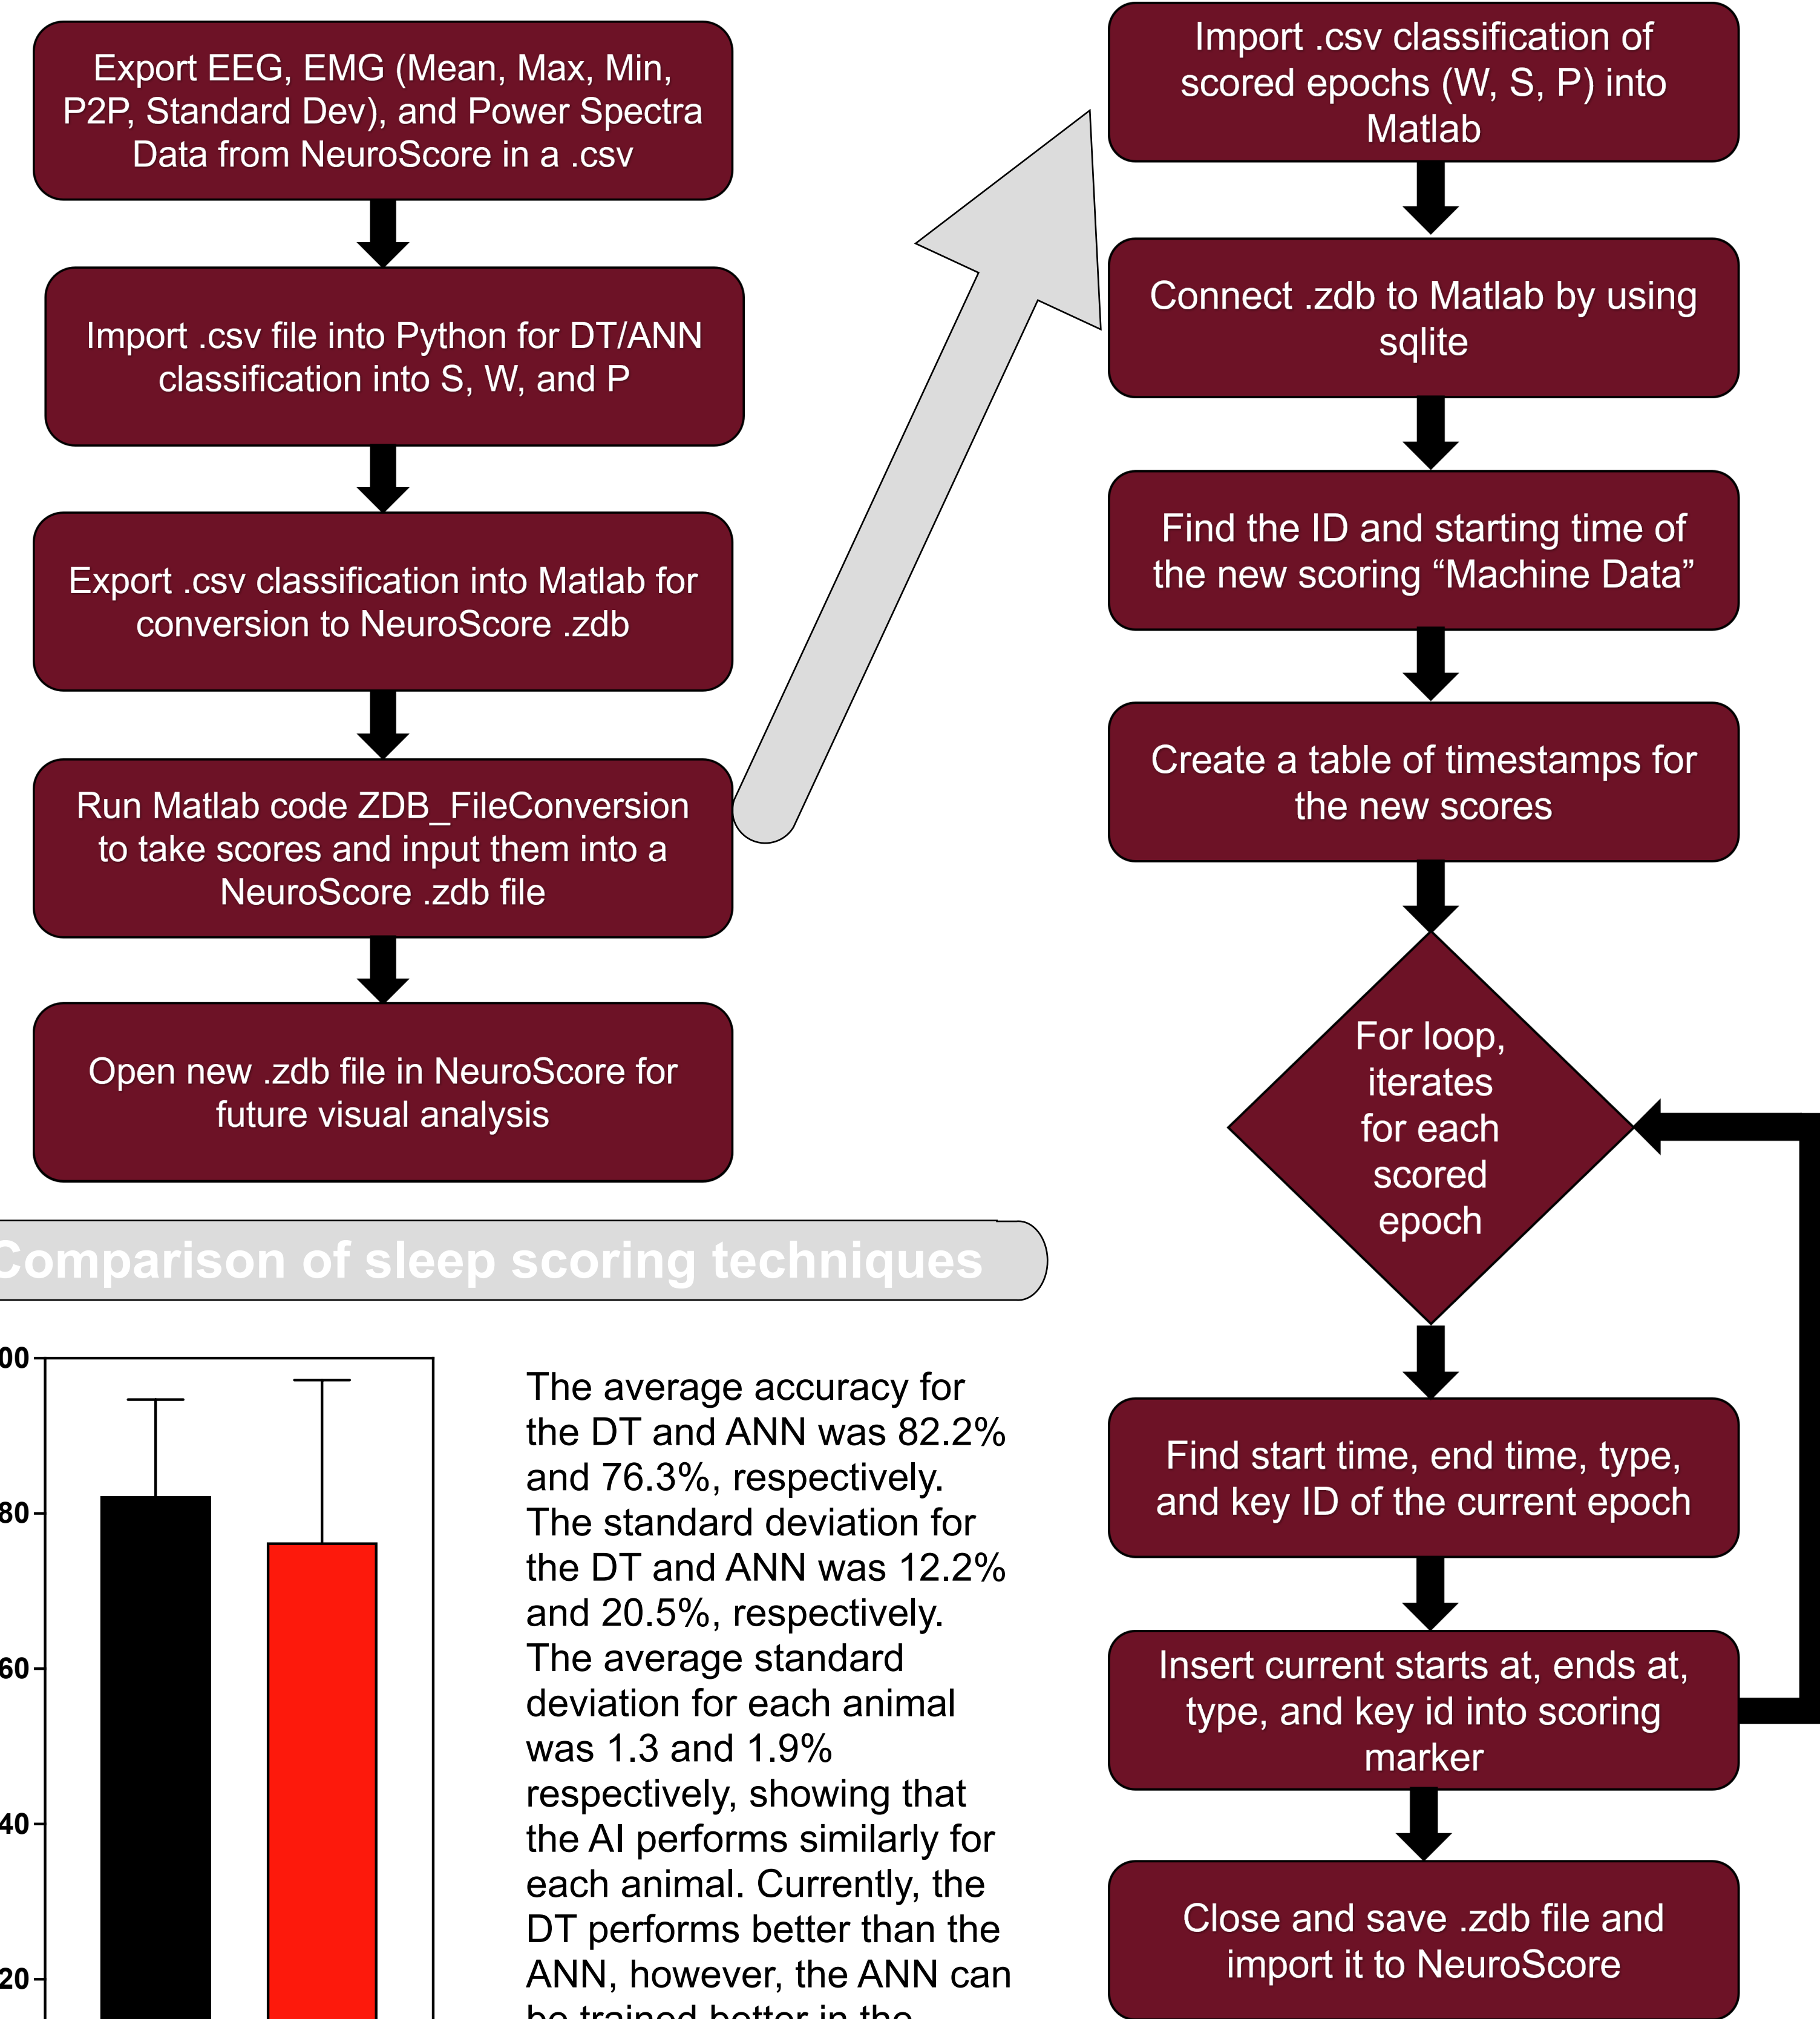 Export EEG, EMG (Mean, Max, Min,
P2P, Standard Dev), and Power Spectra
Data from NeuroScore in a .csv
Import .csv file into Python for DT/ANN
classification into S, W, and P
Export .csv classification into Matlab for
conversion to NeuroScore .zdb
Run Matlab code ZDB_FileConversion
to take scores and input them into a
NeuroScore .zdb file
Open new .zdb file in NeuroScore for
future visual analysis
Import .csv classification of
scored epochs (W, S, P) into
Matlab
Connect .zdb to Matlab by using
sqlite
Find the ID and starting time of
the new scoring “Machine Data”
Create a table of timestamps for
the new scores
For loop,
iterates
for each
scored
epoch
Find start time, end time, type,
and key ID of the current epoch
Insert current starts at, ends at,
type, and key id into scoring
marker
Close and save .zdb file and
import it to NeuroScore
Comparison of sleep scoring techniques
00
80
60
40
20
The average accuracy for
the DT and ANN was 82.2%
and 76.3%, respectively.
The standard deviation for
the DT and ANN was 12.2%
and 20.5%, respectively.
The average standard
deviation for each animal
was 1.3 and 1.9%
respectively, showing that
the AI performs similarly for
each animal. Currently, the
DT performs better than the
ANN, however, the ANN can
be trained better in the